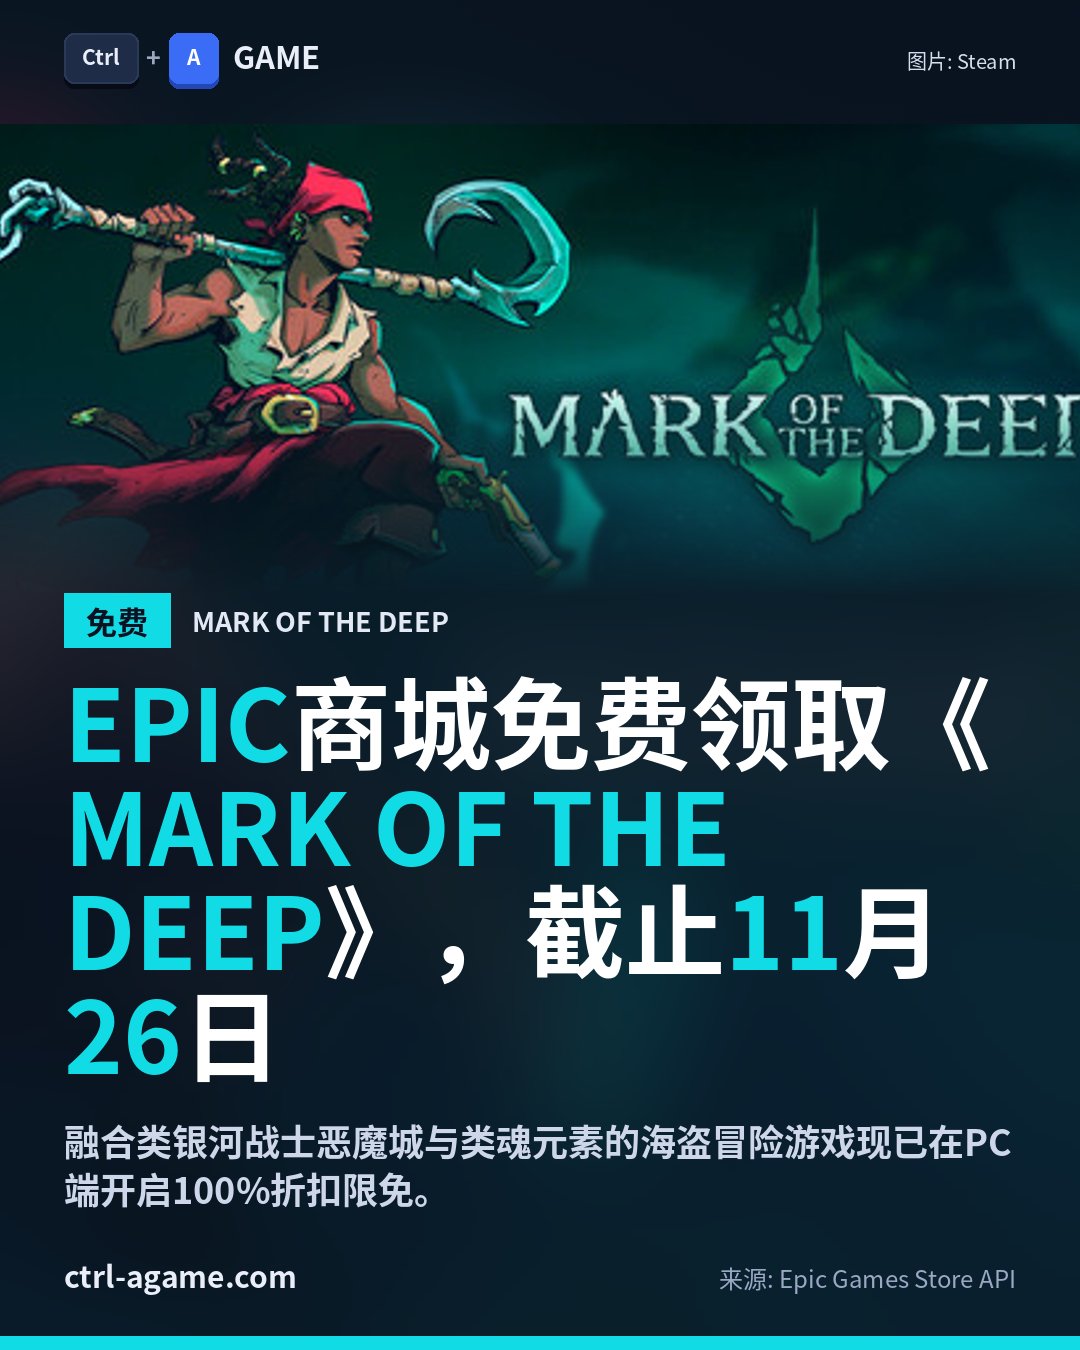 Ctrl + A GAME
图片: Steam
MARK OF THE DEEP
免费 MARK OF THE DEEP
EPIC商城免费领取《
MARK OF THE
DEEP》，截止11月
26日
融合类银河战士恶魔城与类魂元素的海盗冒险游戏现已在PC
端开启100%折扣限免。
ctrl-agame.com
来源: Epic Games Store API